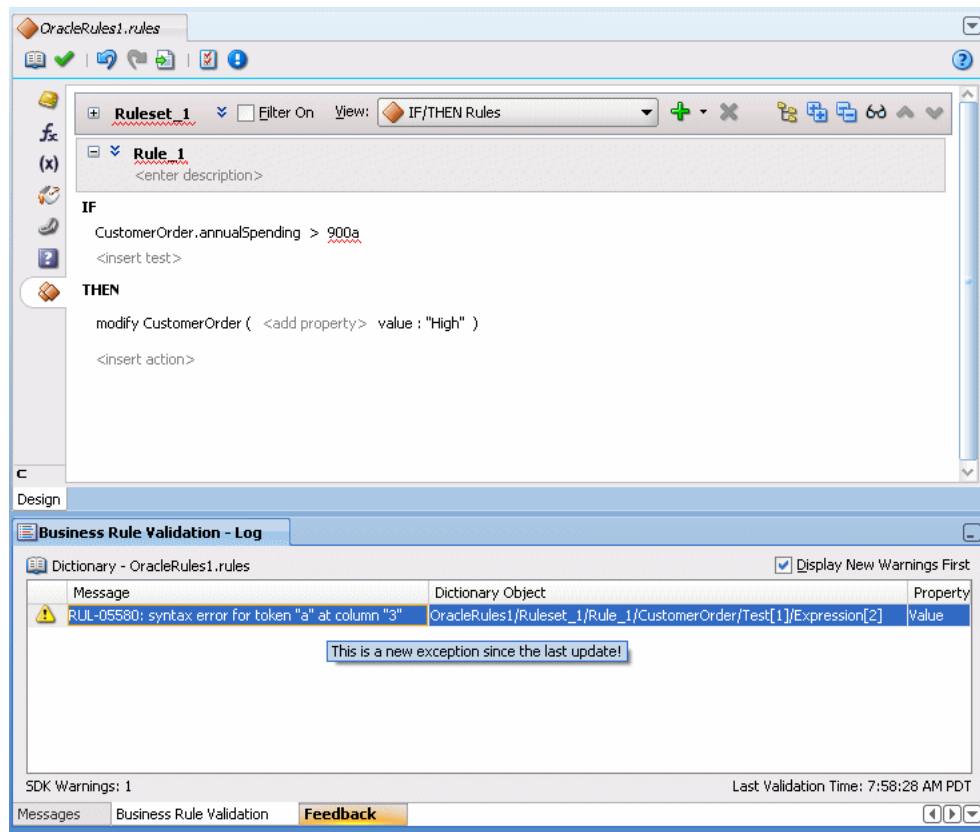 OracleRules1.rules
Ruleset_1 Filter On View: IF/THEN Rules
fx
Rule_1
(x)
<enter description>
IF
CustomerOrder.annualSpending > 900a
<insert test>
THEN
modify CustomerOrder ( <add property> value : "High" )
<insert action>
Design
Business Rule Validation - Log
Dictionary - OracleRules1.rules Display New Warnings First
Message Dictionary Object Property
RUL-05580: syntax error for token "a" at column "3" OracleRules1/Ruleset_1/Rule_1/CustomerOrder/Test[1]/Expression[2] Value
This is a new exception since the last update!
SDK Warnings: 1 Last Validation Time: 7:58:28 AM PDT
Messages Business Rule Validation Feedback